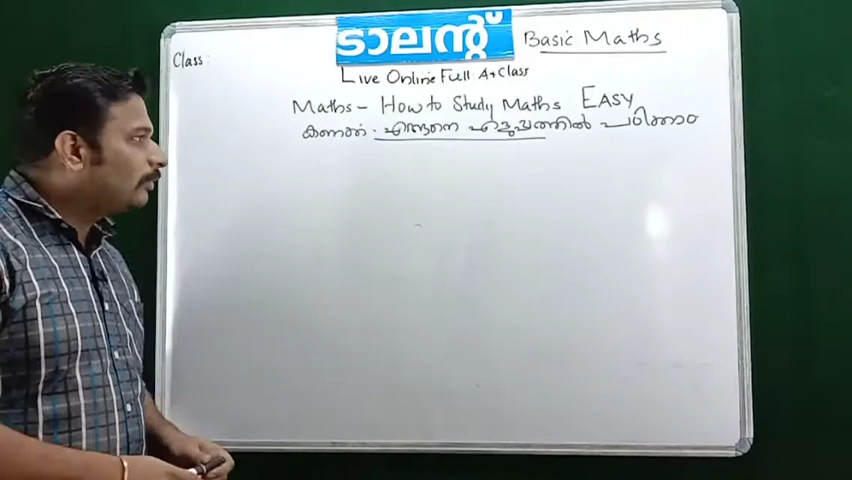 ടാലന്റ് Basic Maths
Class:
Live Online Full A+ Class
Maths - How to Study Maths EASY
കണക്ക് . എങ്ങനെ എളുപ്പത്തിൽ പഠിക്കാം